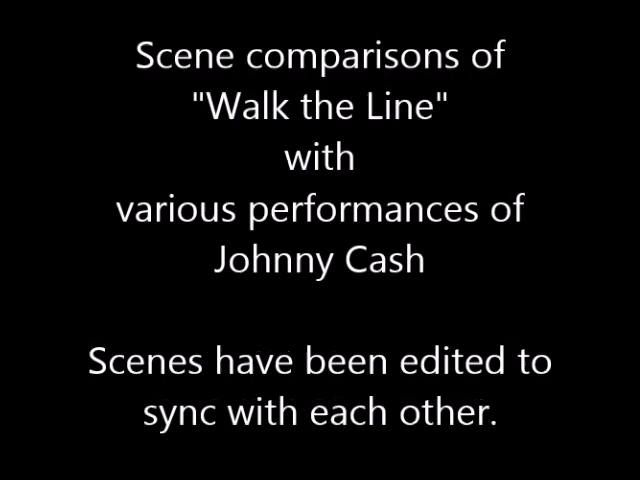 Scene comparisons of
"Walk the Line"
with
various performances of
Johnny Cash
Scenes have been edited to
sync with each other.